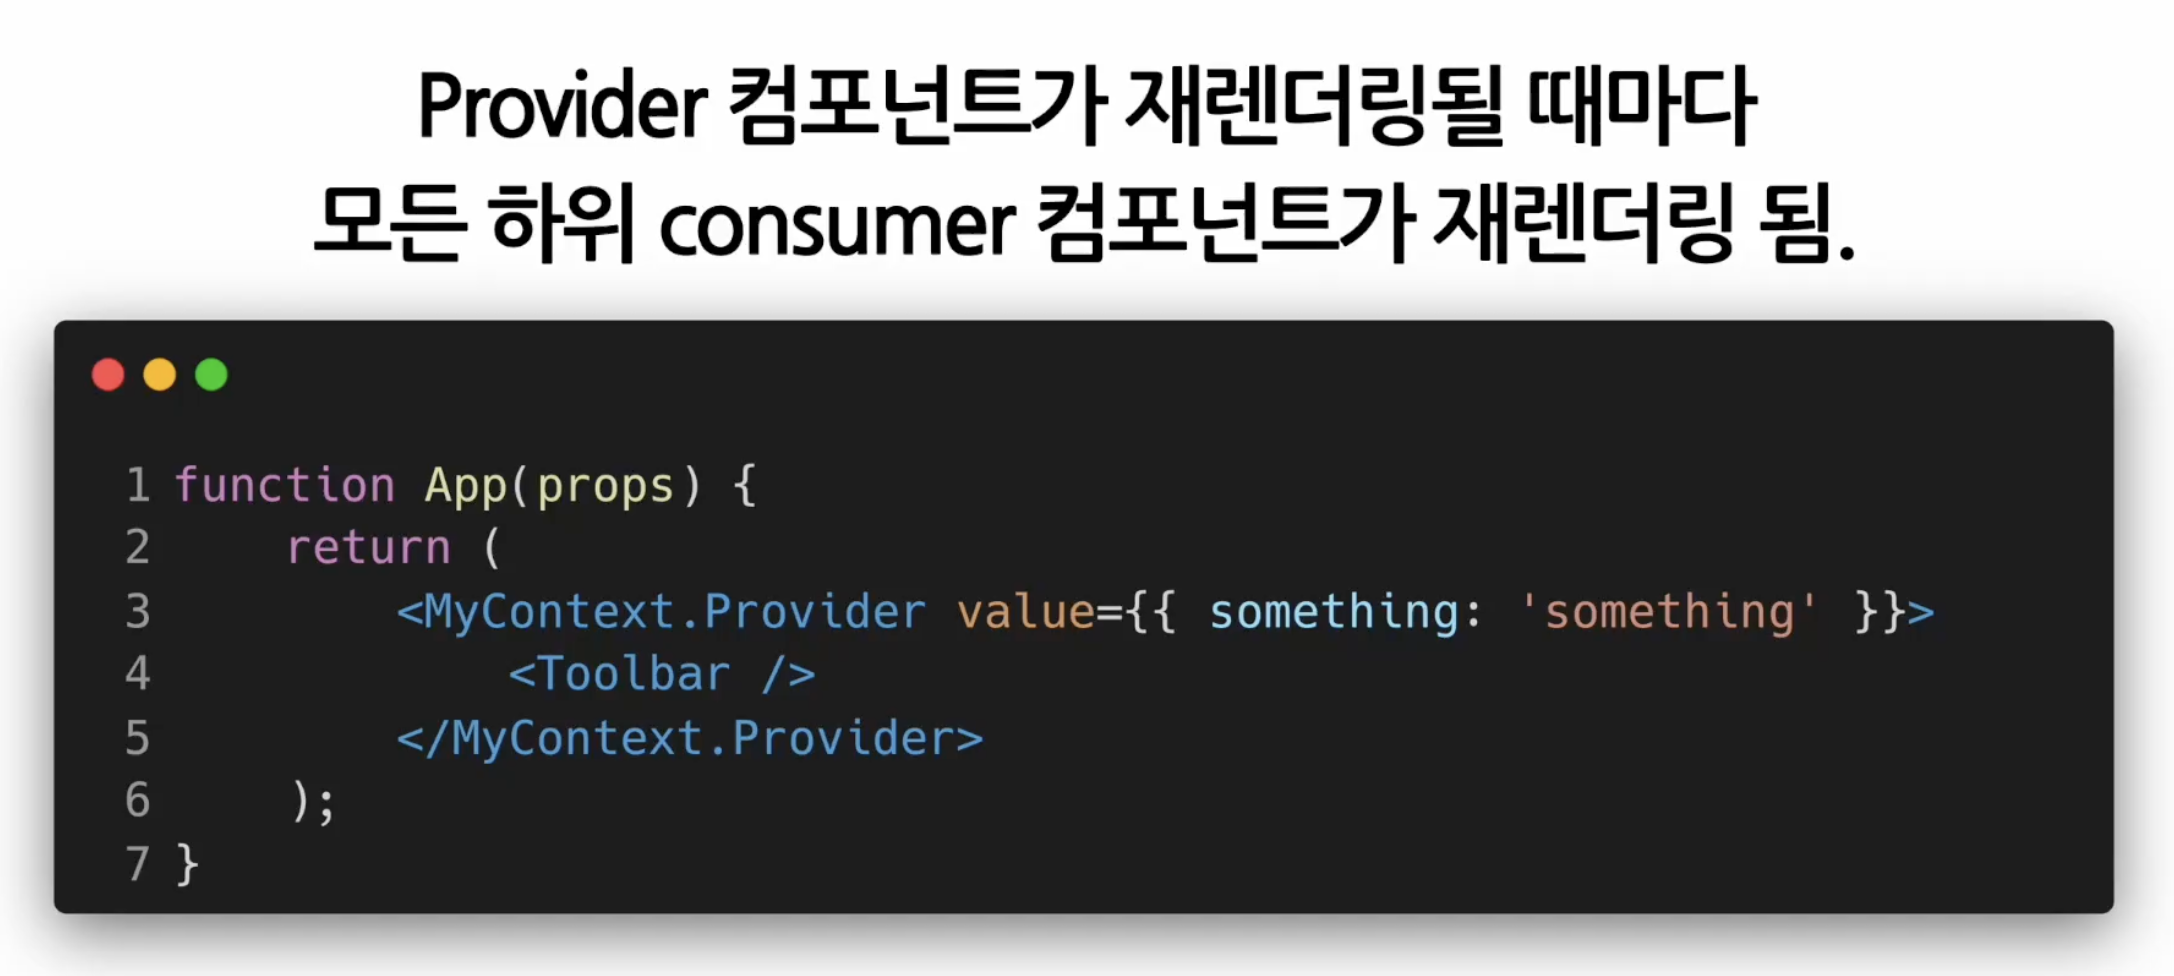 Provider 컴포넌트가 재렌더링될 때마다
모든 하위 consumer 컴포넌트가 재렌더링 됨.
1 function App(props) {
2     return (
3         <MyContext.Provider value={{ something: 'something' }}>
4             <Toolbar />
5         </MyContext.Provider>
6     );
7 }